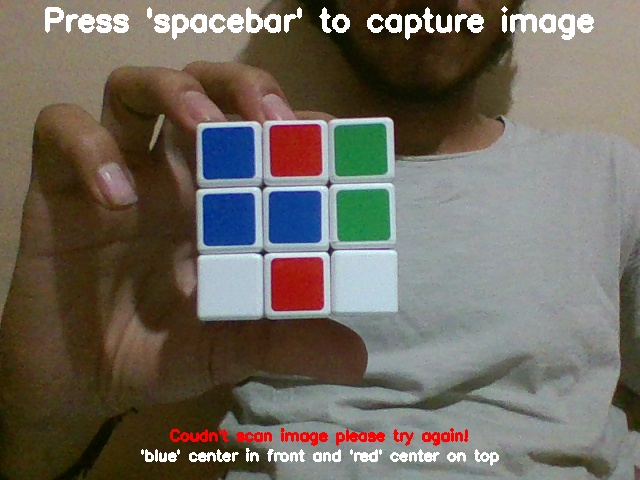 Press 'spacebar' to capture image
Coudn't scan image please try again!
'blue' center in front and 'red' center on top